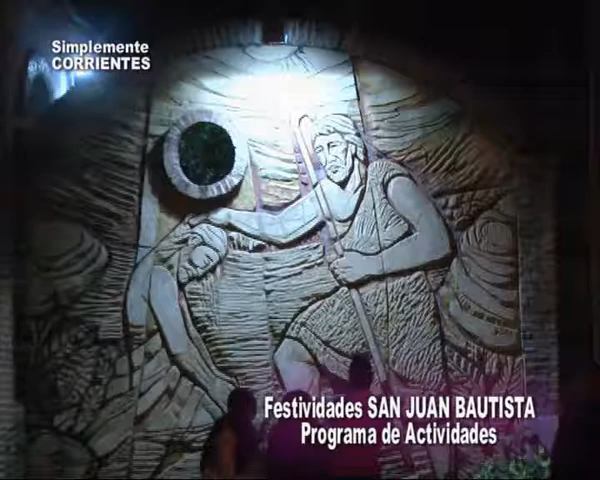 Simplemente
CORRIENTES
Festividades SAN JUAN BAUTISTA
Programa de Actividades